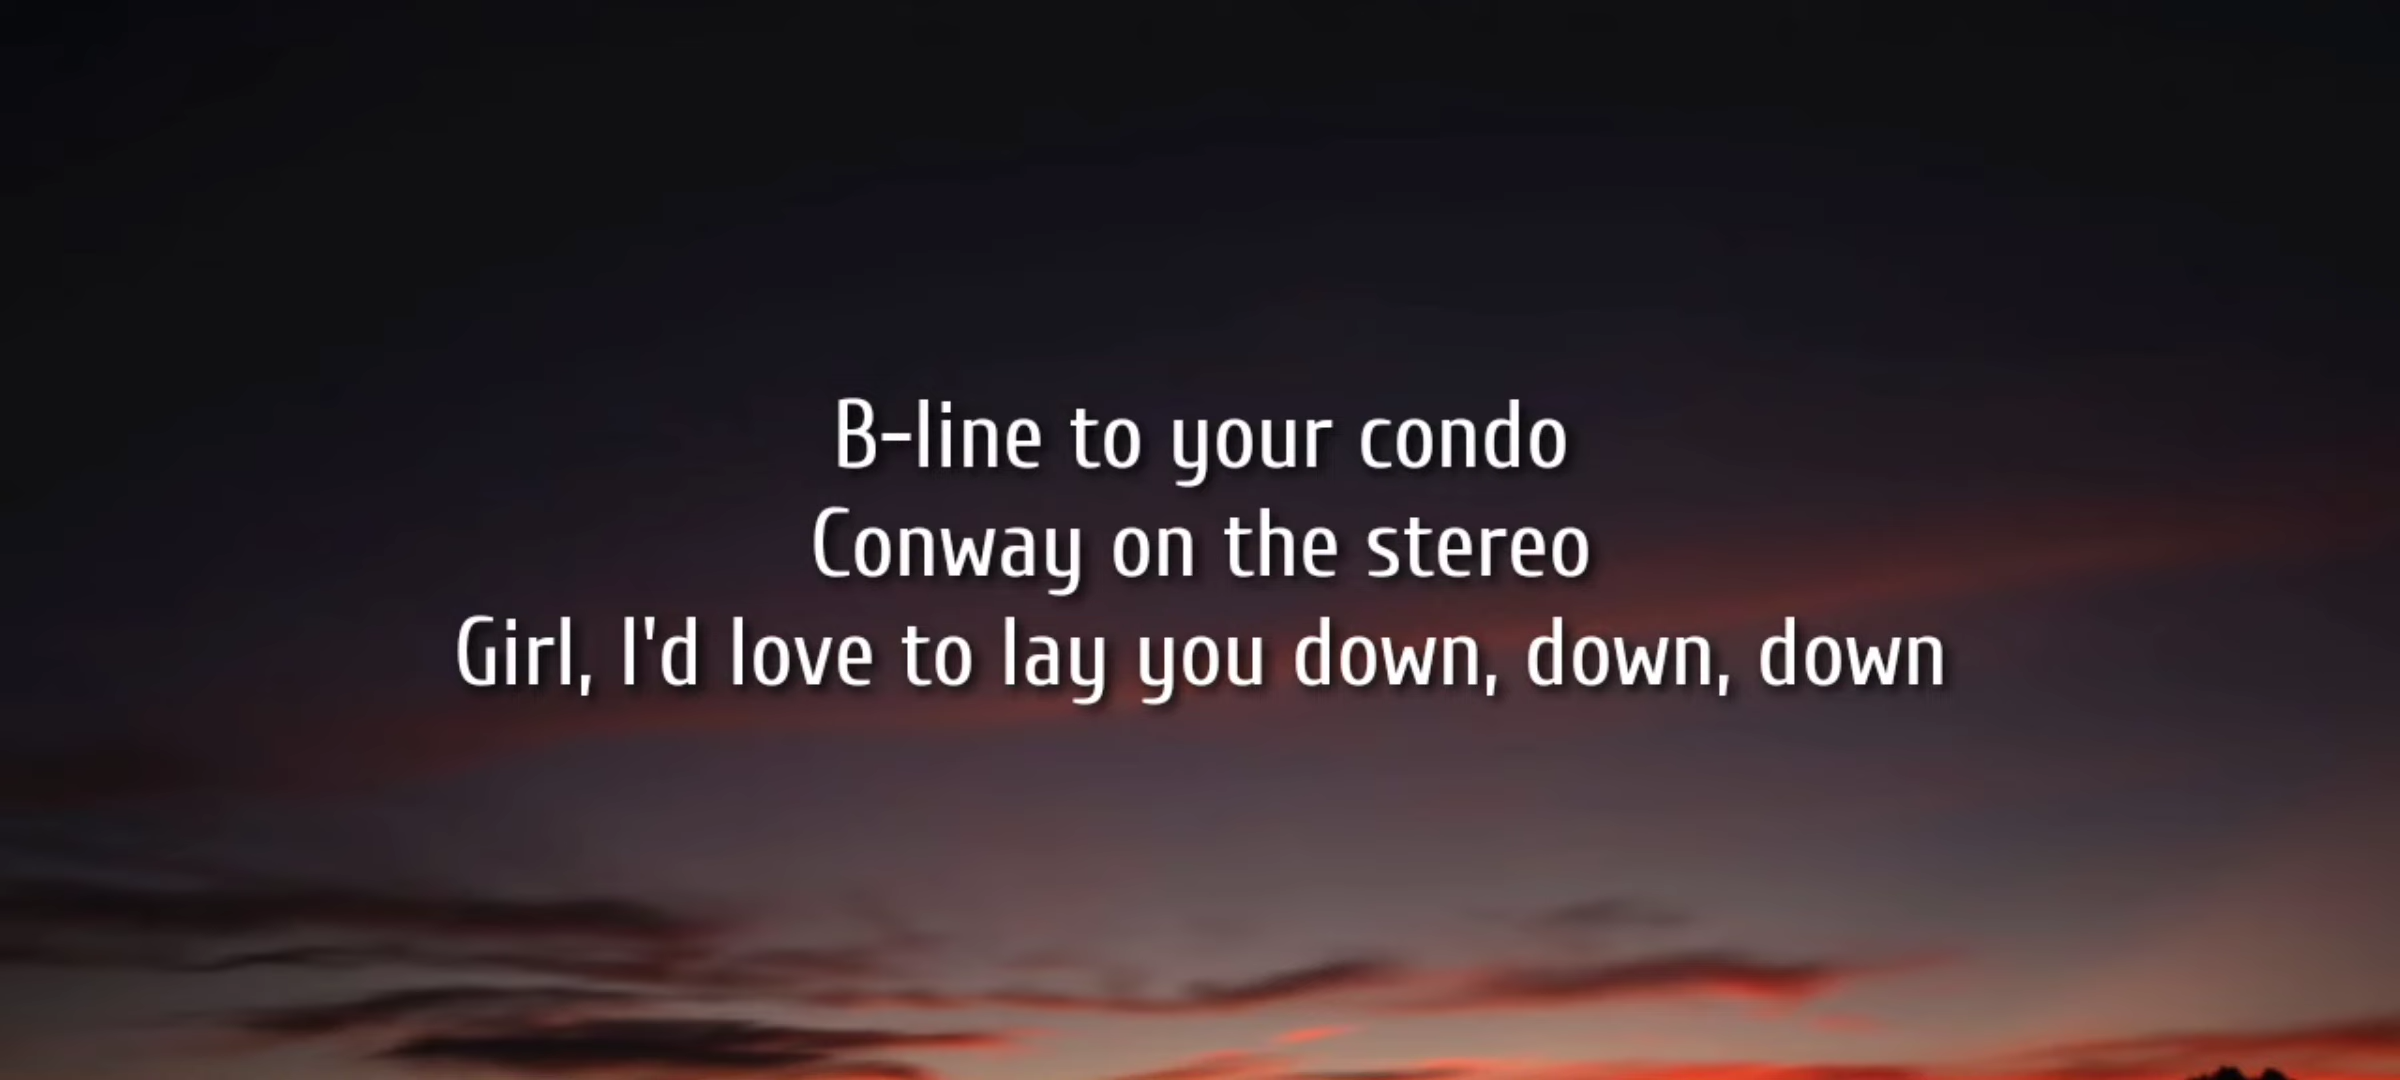 B-line to your condo
Conway on the stereo
Girl, I'd love to lay you down, down, down